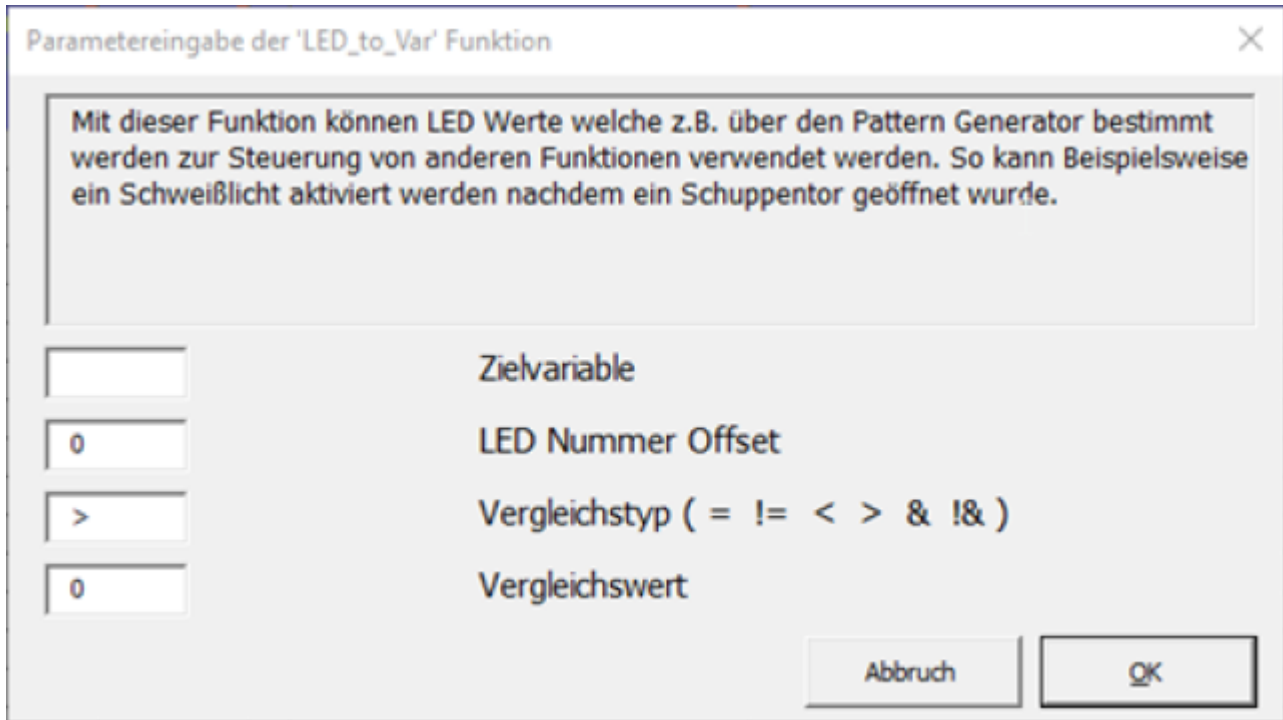 Parametereingabe der 'LED_to_Var' Funktion
Mit dieser Funktion können LED Werte welche z.B. über den Pattern Generator bestimmt
werden zur Steuerung von anderen Funktionen verwendet werden. So kann Beispielsweise
ein Schweißlicht aktiviert werden nachdem ein Schuppentor geöffnet wurde.
Zielvariable
0 LED Nummer Offset
> Vergleichstyp ( = != < > & !& )
0 Vergleichswert
Abbruch OK